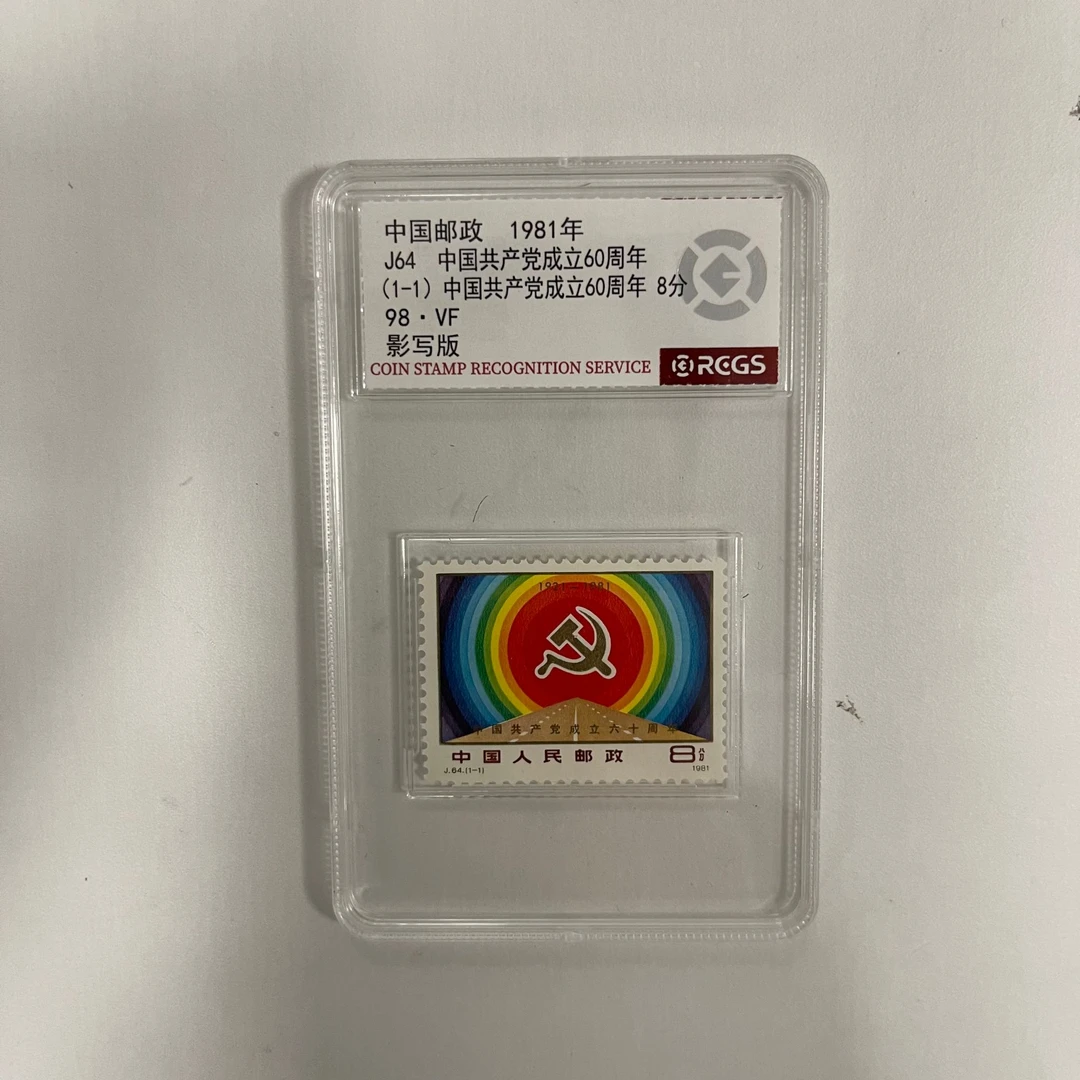 中国邮政 1981年
J64 中国共产党成立60周年
(1-1) 中国共产党成立60周年 8分
98·VF
影写版
COIN STAMP RECOGNITION SERVICE
RCGS
1921—1981
中国共产党成立六十周年
中国人民邮政 8分
J.64.(1-1) 1981